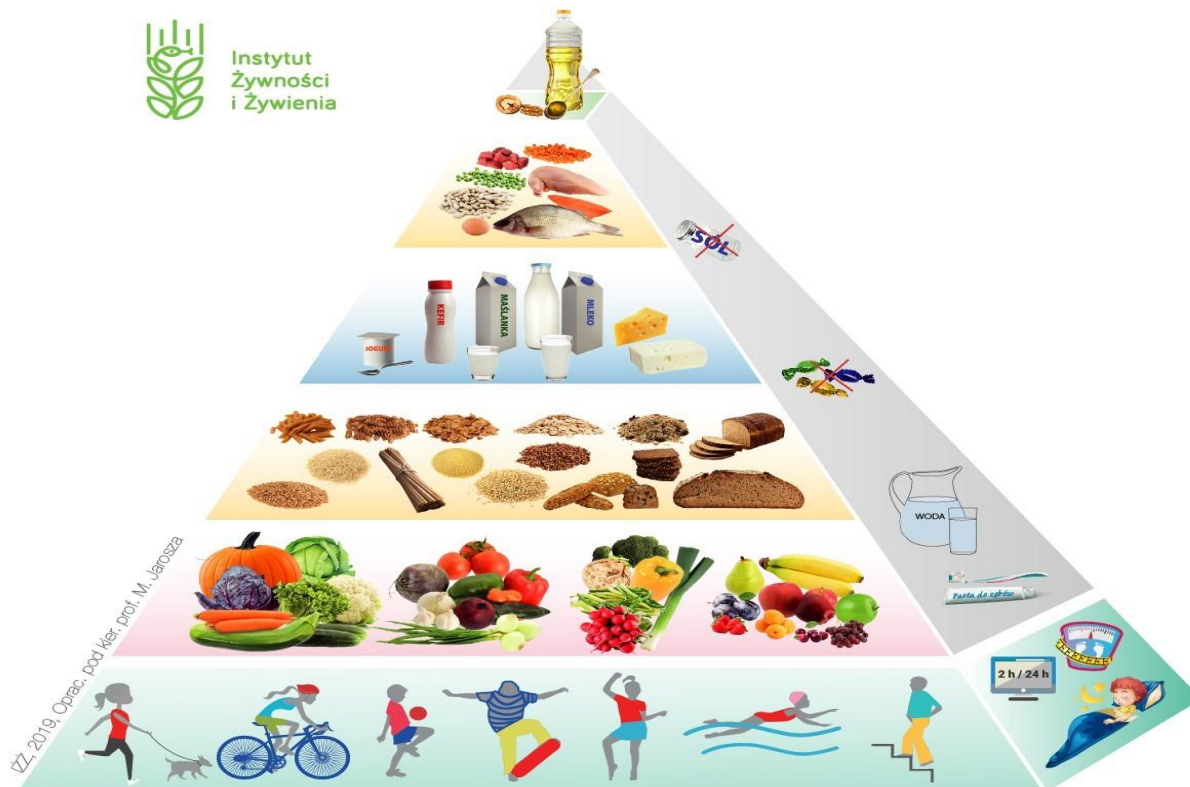 Instytut
Żywności
i Żywienia
SÓL
KEFIR
MAŚLANKA
MLEKO
JOGURT
WODA
Pasta do zębów
2 h / 24 h
IŻŻ, 2019, Oprac. pod kier. prof. M. Jarosza